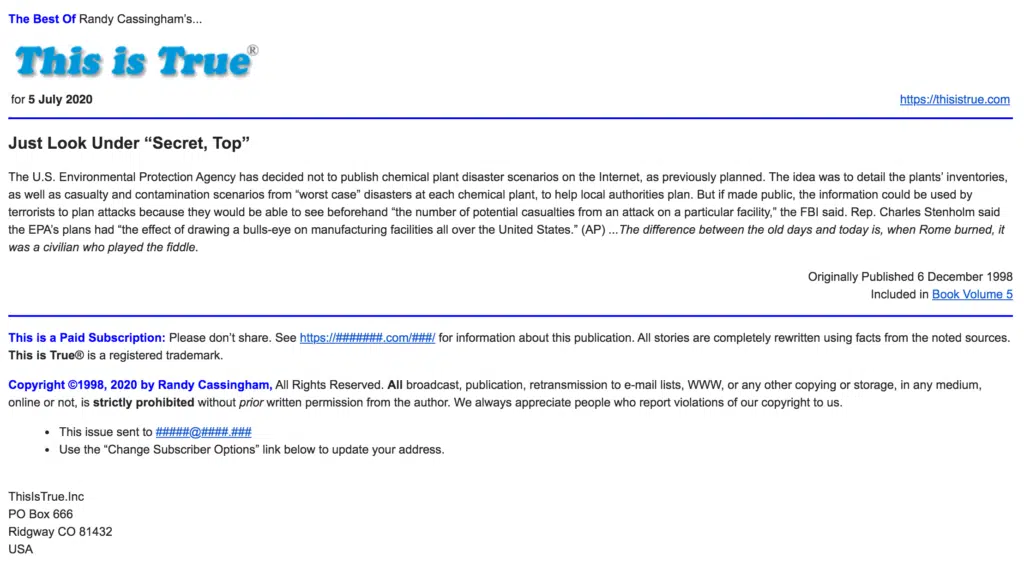 The Best Of Randy Cassingham's...
This is True®
for 5 July 2020
https://thisistrue.com
Just Look Under “Secret, Top”
The U.S. Environmental Protection Agency has decided not to publish chemical plant disaster scenarios on the Internet, as previously planned. The idea was to detail the plants’ inventories,
as well as casualty and contamination scenarios from “worst case” disasters at each chemical plant, to help local authorities plan. But if made public, the information could be used by
terrorists to plan attacks because they would be able to see beforehand “the number of potential casualties from an attack on a particular facility,” the FBI said. Rep. Charles Stenholm said
the EPA’s plans had “the effect of drawing a bulls-eye on manufacturing facilities all over the United States.” (AP) ...The difference between the old days and today is, when Rome burned, it
was a civilian who played the fiddle.
Originally Published 6 December 1998
Included in Book Volume 5
This is a Paid Subscription: Please don’t share. See https://#######.com/###/ for information about this publication. All stories are completely rewritten using facts from the noted sources.
This is True® is a registered trademark.
Copyright ©1998, 2020 by Randy Cassingham, All Rights Reserved. All broadcast, publication, retransmission to e-mail lists, WWW, or any other copying or storage, in any medium,
online or not, is strictly prohibited without prior written permission from the author. We always appreciate people who report violations of our copyright to us.
• This issue sent to #####@####.###
• Use the “Change Subscriber Options” link below to update your address.
ThisIsTrue.Inc
PO Box 666
Ridgway CO 81432
USA